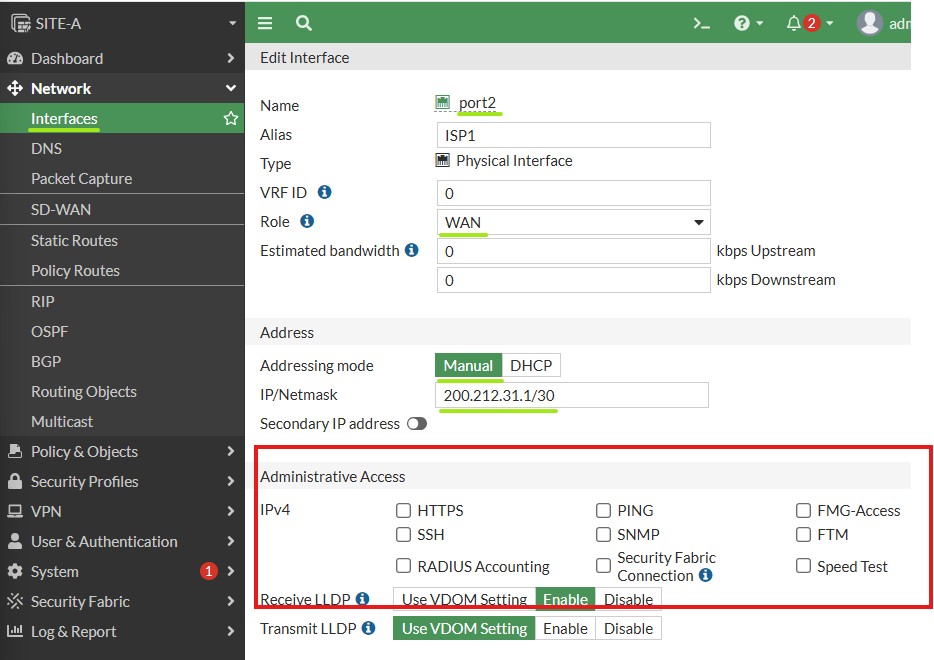 SITE-A
Dashboard
Network
Interfaces
DNS
Packet Capture
SD-WAN
Static Routes
Policy Routes
RIP
OSPF
BGP
Routing Objects
Multicast
Policy & Objects
Security Profiles
VPN
User & Authentication
System 1
Security Fabric
Log & Report
>_ ? 2 adm
Edit Interface
Name port2
Alias ISP1
Type Physical Interface
VRF ID 0
Role WAN
Estimated bandwidth 0 kbps Upstream
0 kbps Downstream
Address
Addressing mode Manual DHCP
IP/Netmask 200.212.31.1/30
Secondary IP address
Administrative Access
IPv4 HTTPS PING FMG-Access
SSH SNMP FTM
RADIUS Accounting Security Fabric Connection Speed Test
Receive LLDP Use VDOM Setting Enable Disable
Transmit LLDP Use VDOM Setting Enable Disable